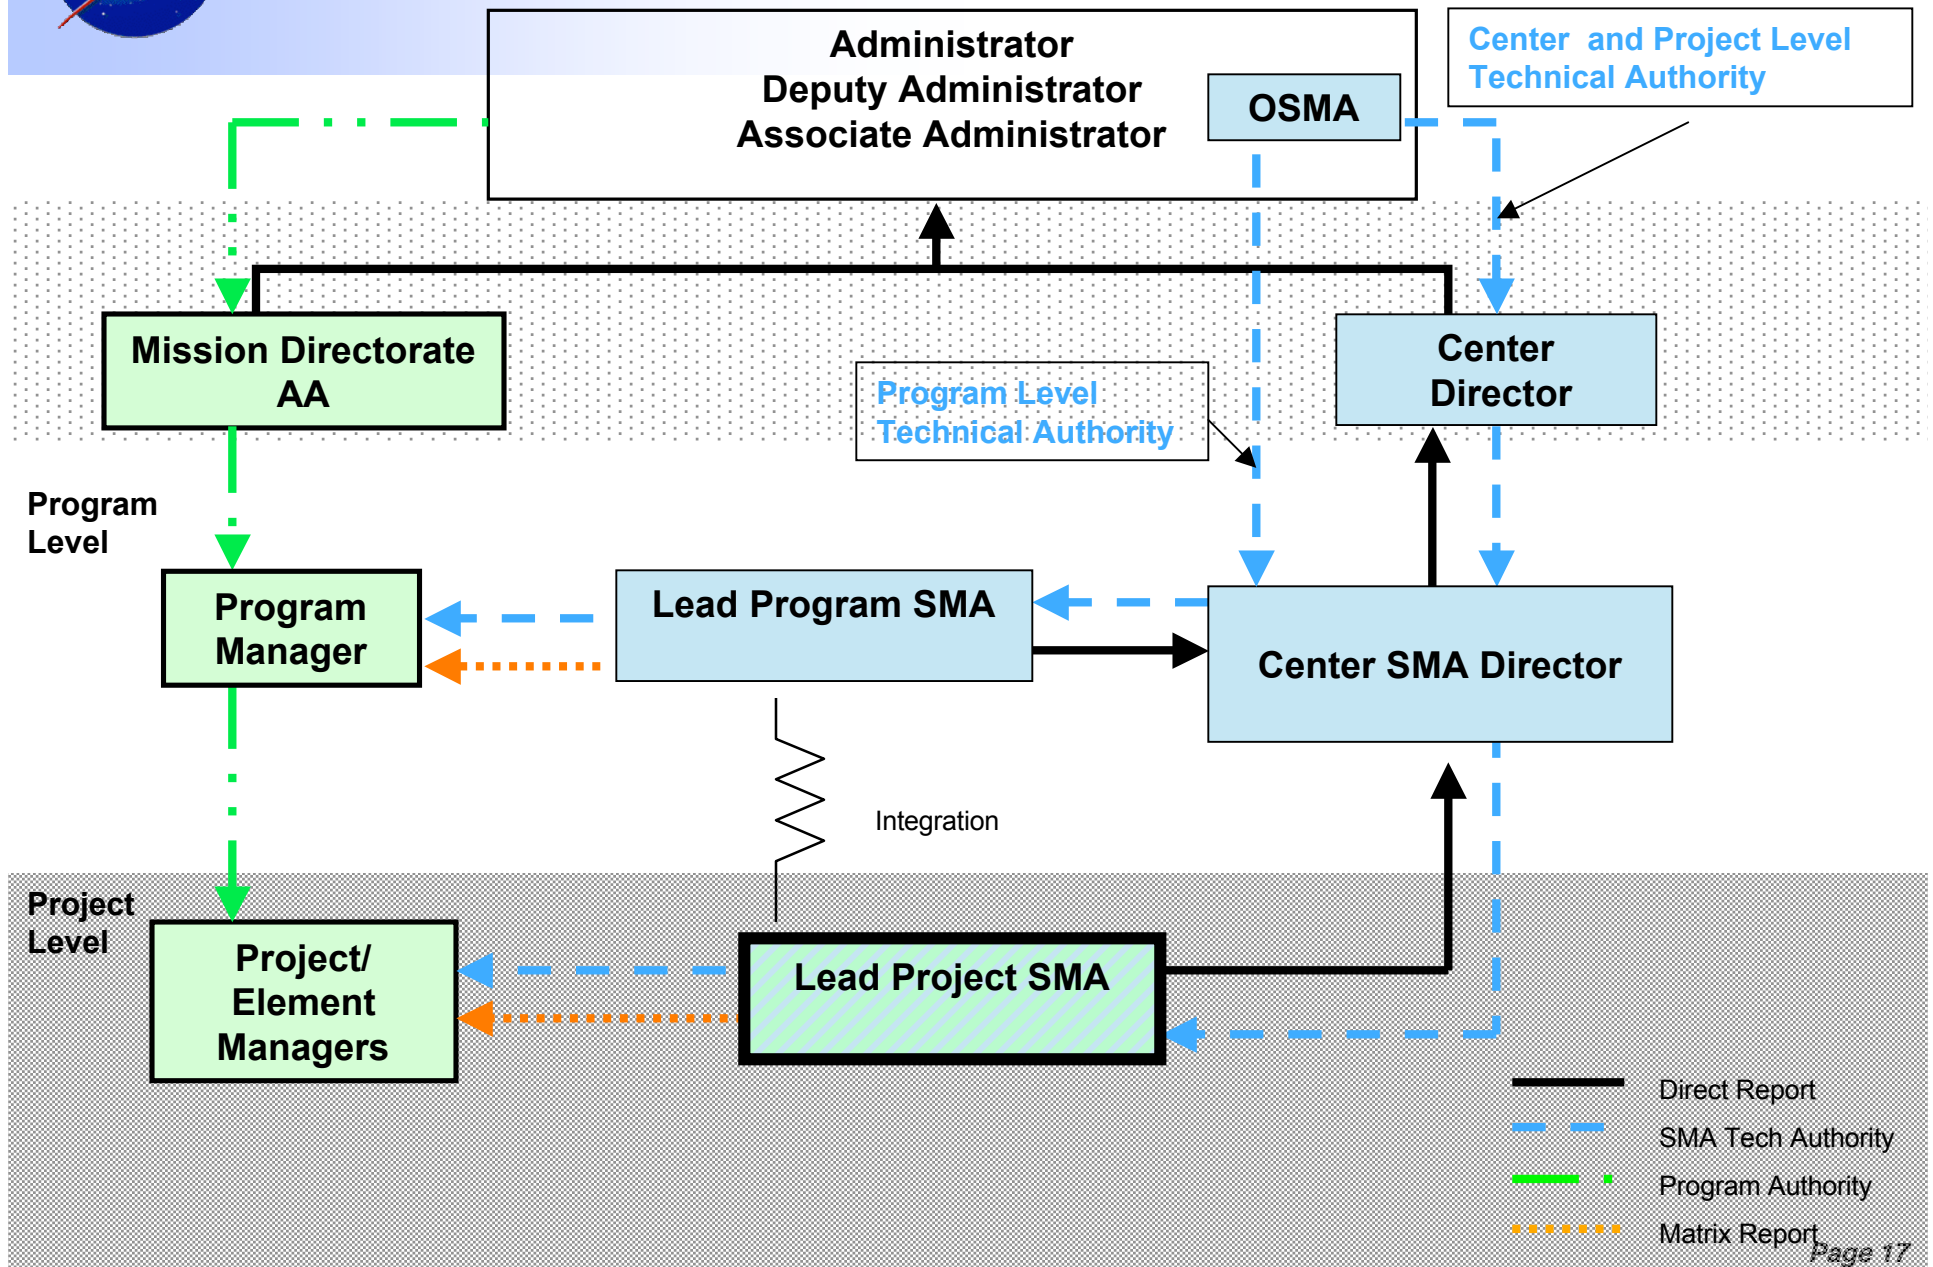 Administrator
Deputy Administrator
Associate Administrator
OSMA
Center and Project Level
Technical Authority
Mission Directorate
AA
Program Level
Technical Authority
Center
Director
Program
Level
Program
Manager
Lead Program SMA
Center SMA Director
Integration
Project
Level
Project/
Element
Managers
Lead Project SMA
Direct Report
SMA Tech Authority
Program Authority
Matrix Report
Page 17